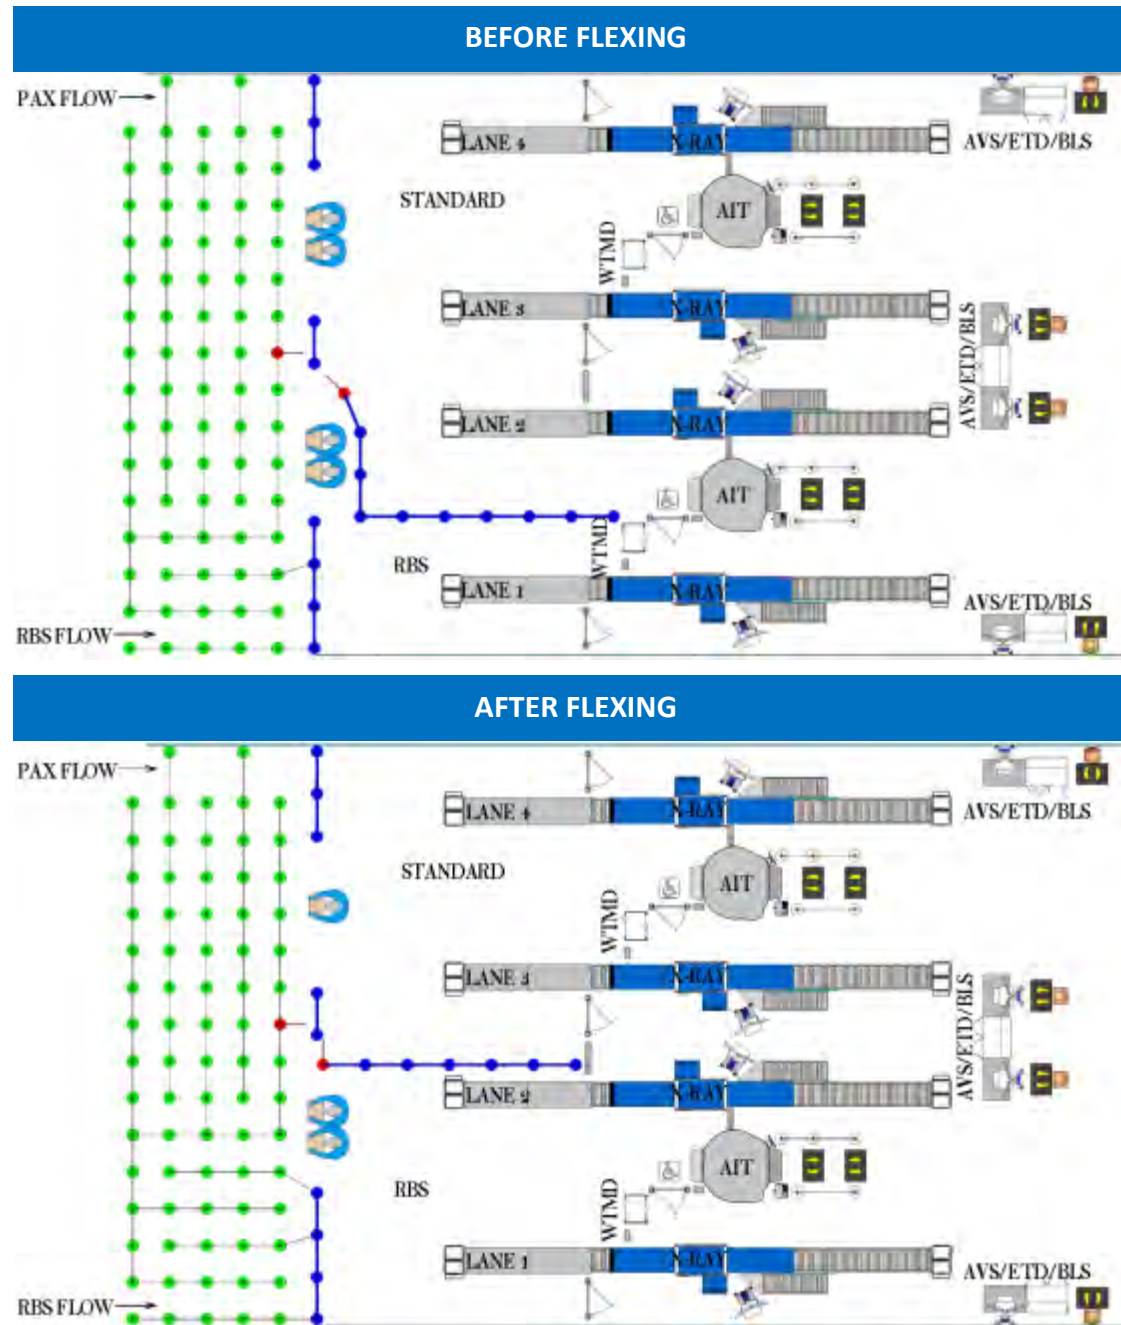 BEFORE FLEXING
PAX FLOW
LANE 4
X-RAY
AVS/ETD/BLS
STANDARD
AIT
WTMD
LANE 3
X-RAY
AVS/ETD/BLS
LANE 2
X-RAY
AIT
WTMD
RBS
LANE 1
X-RAY
AVS/ETD/BLS
RBS FLOW
AFTER FLEXING
PAX FLOW
LANE 4
X-RAY
AVS/ETD/BLS
STANDARD
AIT
WTMD
LANE 3
X-RAY
AVS/ETD/BLS
LANE 2
X-RAY
AIT
RBS
WTMD
LANE 1
X-RAY
AVS/ETD/BLS
RBS FLOW